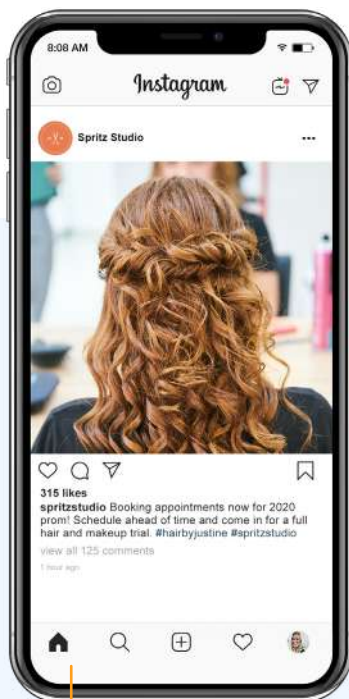 8:08 AM
Instagram
Spritz Studio
315 likes
spritzstudio Booking appointments now for 2020
prom! Schedule ahead of time and come in for a full
hair and makeup trial. #hairbyjustine #spritzstudio
view all 125 comments
1 hour ago